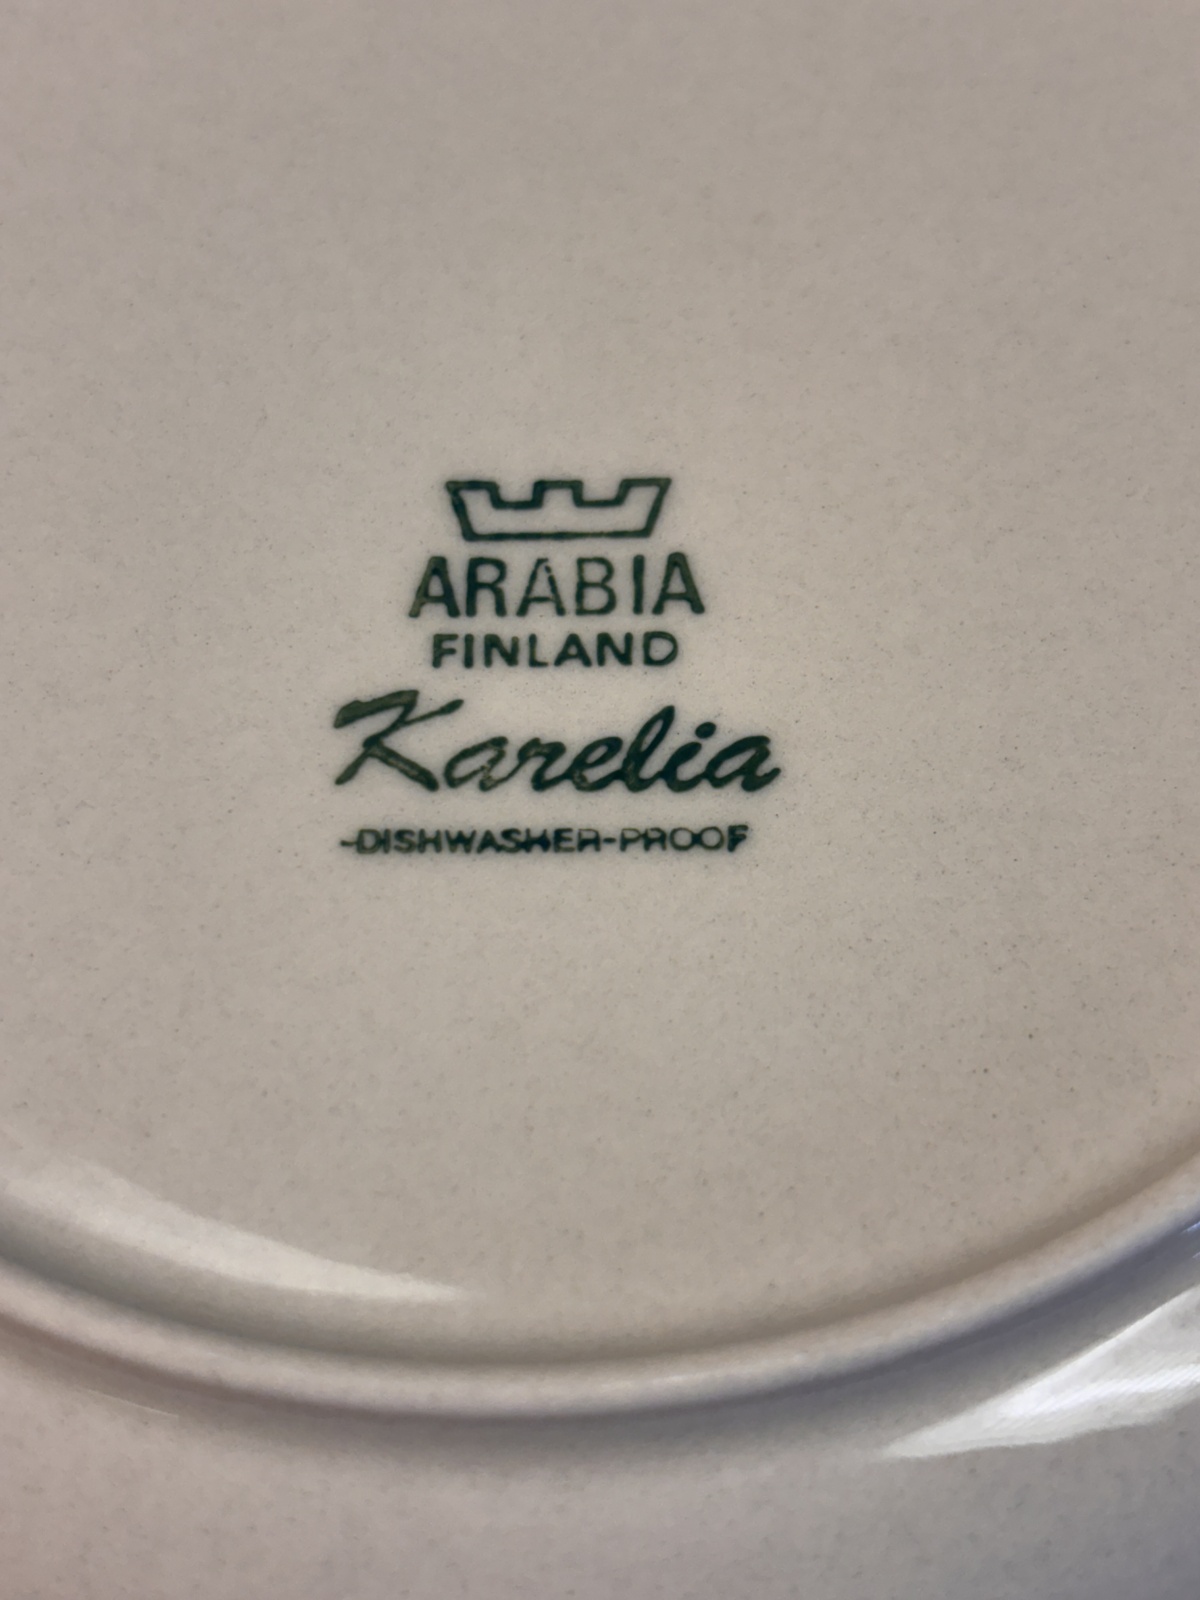 ARABIA
FINLAND
Karelia
-DISHWASHER-PROOF